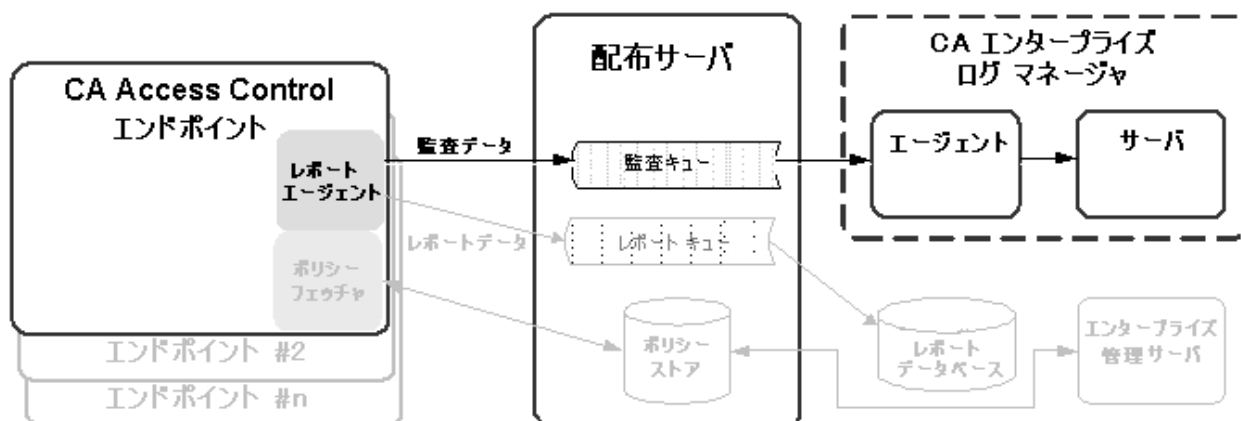 CA Access Control
エンドポイント
レポート
エージェント
ポリシー
フェッチャ
エンドポイント #2
エンドポイント #n
監査データ
レポートデータ
配布サーバ
監査キュー
レポート キュー
ポリシー
ストア
CA エンタープライズ
ログ マネージャ
エージェント
サーバ
レポート
データベース
エンタープライズ
管理サーバ